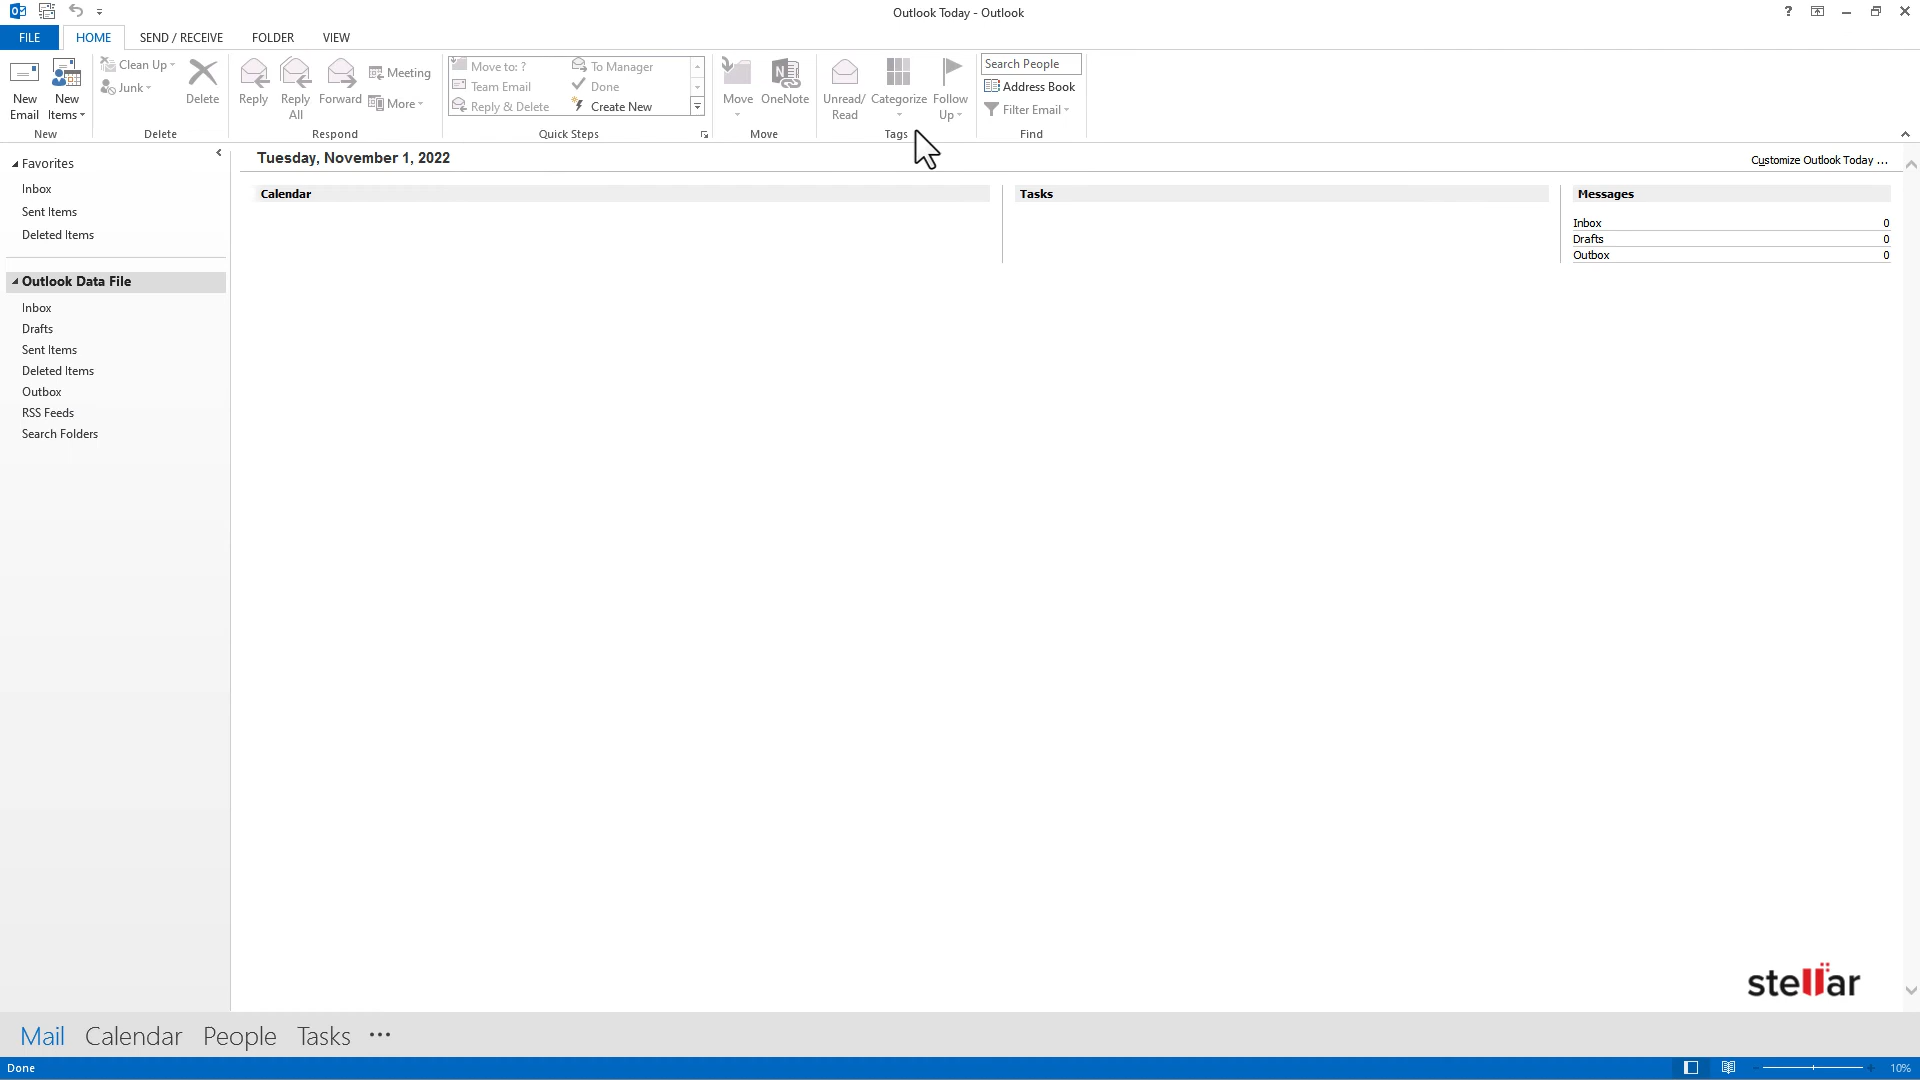 Outlook Today - Outlook
?
FILE HOME SEND / RECEIVE FOLDER VIEW
New Email
New Items
New
Clean Up
Junk
Delete
Delete
Reply
Reply All
Forward
Meeting
More
Respond
Move to: ?
Team Email
Reply & Delete
To Manager
Done
Create New
Quick Steps
Move
OneNote
Move
Unread/ Read
Categorize
Follow Up
Tags
Search People
Address Book
Filter Email
Find
Favorites
Inbox
Sent Items
Deleted Items
Outlook Data File
Inbox
Drafts
Sent Items
Deleted Items
Outbox
RSS Feeds
Search Folders
Tuesday, November 1, 2022
Customize Outlook Today ...
Calendar
Tasks
Messages
Inbox 0
Drafts 0
Outbox 0
stellar
Mail Calendar People Tasks •••
Done
10%